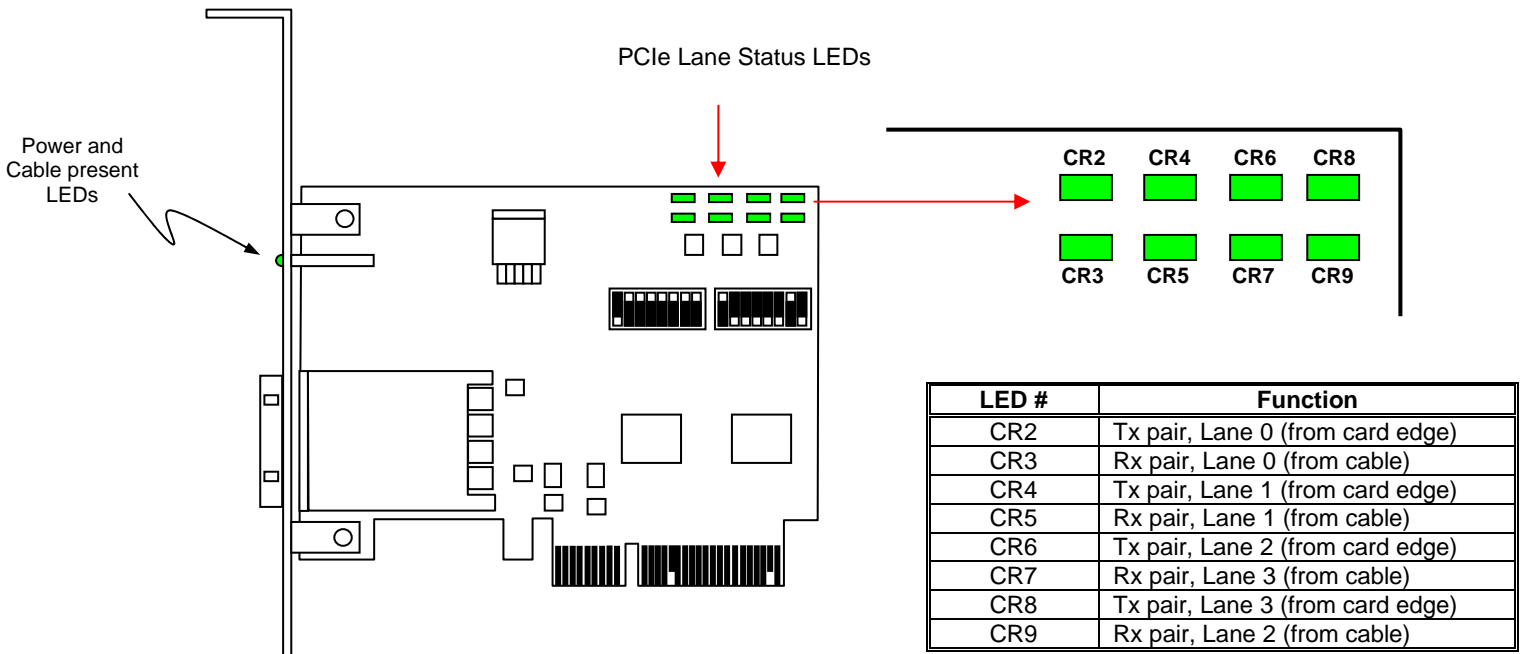 PCIe Lane Status LEDs
Power and
Cable present
LEDs
CR2 CR4 CR6 CR8
CR3 CR5 CR7 CR9
LED # Function
CR2 Tx pair, Lane 0 (from card edge)
CR3 Rx pair, Lane 0 (from cable)
CR4 Tx pair, Lane 1 (from card edge)
CR5 Rx pair, Lane 1 (from cable)
CR6 Tx pair, Lane 2 (from card edge)
CR7 Rx pair, Lane 3 (from cable)
CR8 Tx pair, Lane 3 (from card edge)
CR9 Rx pair, Lane 2 (from cable)